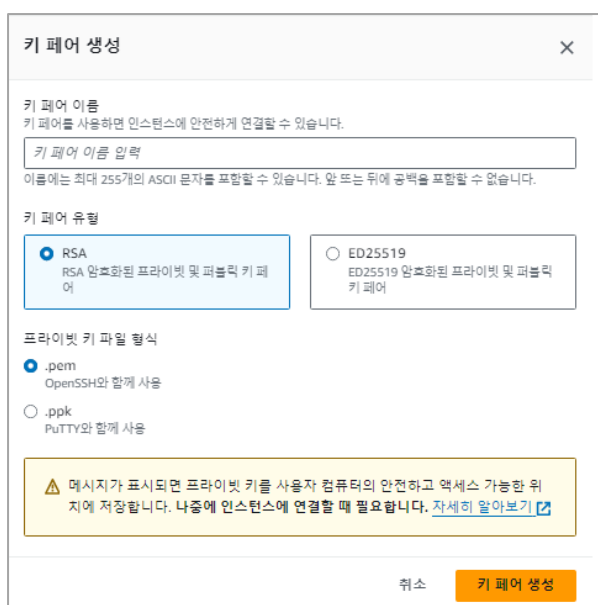 키 페어 생성
키 페어 이름
키 페어를 사용하면 인스턴스에 안전하게 연결할 수 있습니다.
키 페어 이름 입력
이름에는 최대 255개의 ASCII 문자를 포함할 수 있습니다. 앞 또는 뒤에 공백을 포함할 수 없습니다.
키 페어 유형
RSA
RSA 암호화된 프라이빗 및 퍼블릭 키 페
어
ED25519
ED25519 암호화된 프라이빗 및 퍼블릭
키 페어
프라이빗 키 파일 형식
.pem
OpenSSH와 함께 사용
.ppk
PuTTY와 함께 사용
메시지가 표시되면 프라이빗 키를 사용자 컴퓨터의 안전하고 액세스 가능한 위
치에 저장합니다. 나중에 인스턴스에 연결할 때 필요합니다. 자세히 알아보기
취소
키 페어 생성